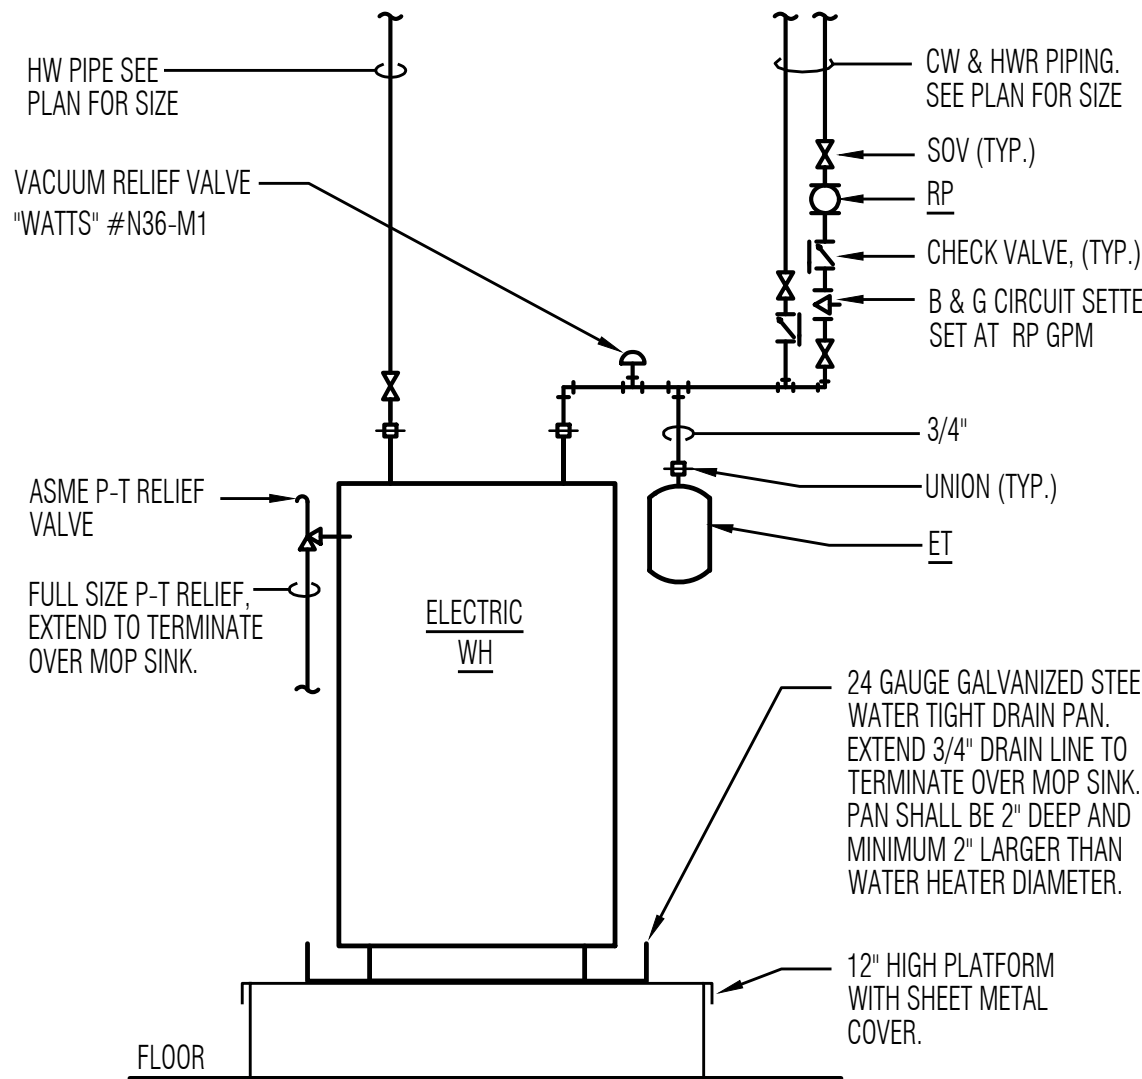 HW PIPE SEE
PLAN FOR SIZE
VACUUM RELIEF VALVE
"WATTS" #N36-M1
CW & HWR PIPING.
SEE PLAN FOR SIZE
SOV (TYP.)
RP
CHECK VALVE, (TYP.)
B & G CIRCUIT SETTE
SET AT RP GPM
3/4"
UNION (TYP.)
ET
ASME P-T RELIEF
VALVE
FULL SIZE P-T RELIEF,
EXTEND TO TERMINATE
OVER MOP SINK.
ELECTRIC
WH
24 GAUGE GALVANIZED STEE
WATER TIGHT DRAIN PAN.
EXTEND 3/4" DRAIN LINE TO
TERMINATE OVER MOP SINK.
PAN SHALL BE 2" DEEP AND
MINIMUM 2" LARGER THAN
WATER HEATER DIAMETER.
12" HIGH PLATFORM
WITH SHEET METAL
COVER.
FLOOR